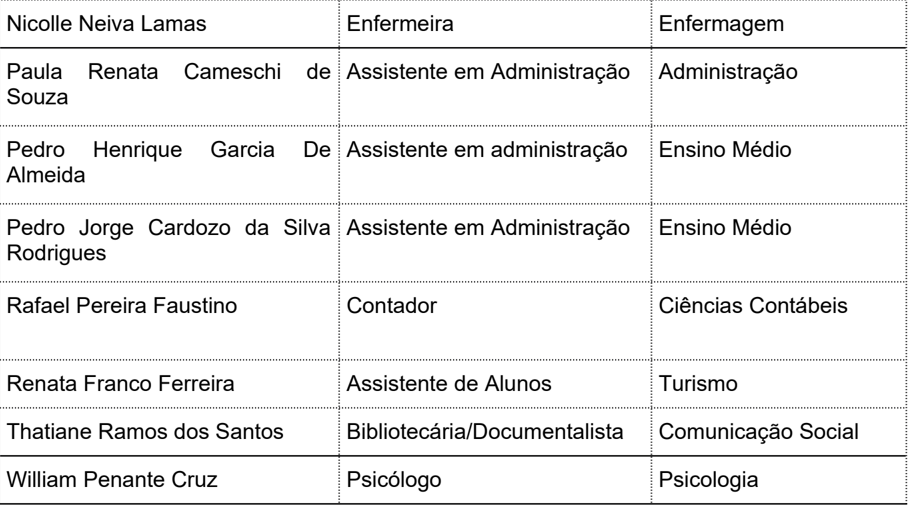 Nicolle Neiva Lamas Enfermeira Enfermagem
Paula Renata Cameschi de Assistente em Administração Administração
Souza
Pedro Henrique Garcia De Assistente em administração Ensino Médio
Almeida
Pedro Jorge Cardozo da Silva Assistente em Administração Ensino Médio
Rodrigues
Rafael Pereira Faustino Contador Ciências Contábeis
Renata Franco Ferreira Assistente de Alunos Turismo
Thatiane Ramos dos Santos Bibliotecária/Documentalista Comunicação Social
William Penante Cruz Psicólogo Psicologia